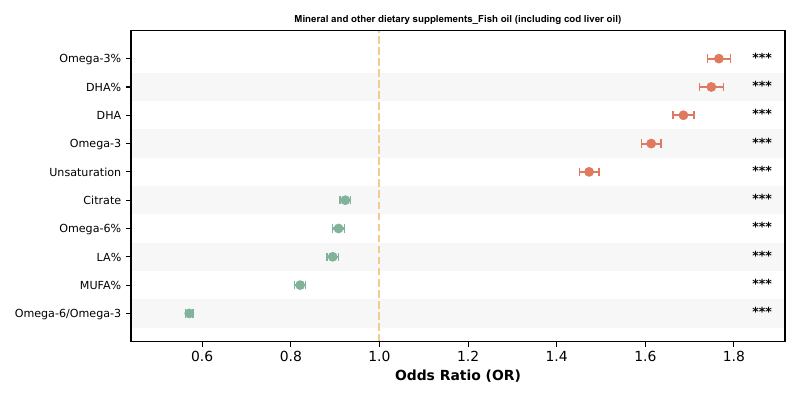 Mineral and other dietary supplements_Fish oil (including cod liver oil)
Omega-3% ***
DHA% ***
DHA ***
Omega-3 ***
Unsaturation ***
Citrate ***
Omega-6% ***
LA% ***
MUFA% ***
Omega-6/Omega-3 ***
0.6 0.8 1.0 1.2 1.4 1.6 1.8
Odds Ratio (OR)